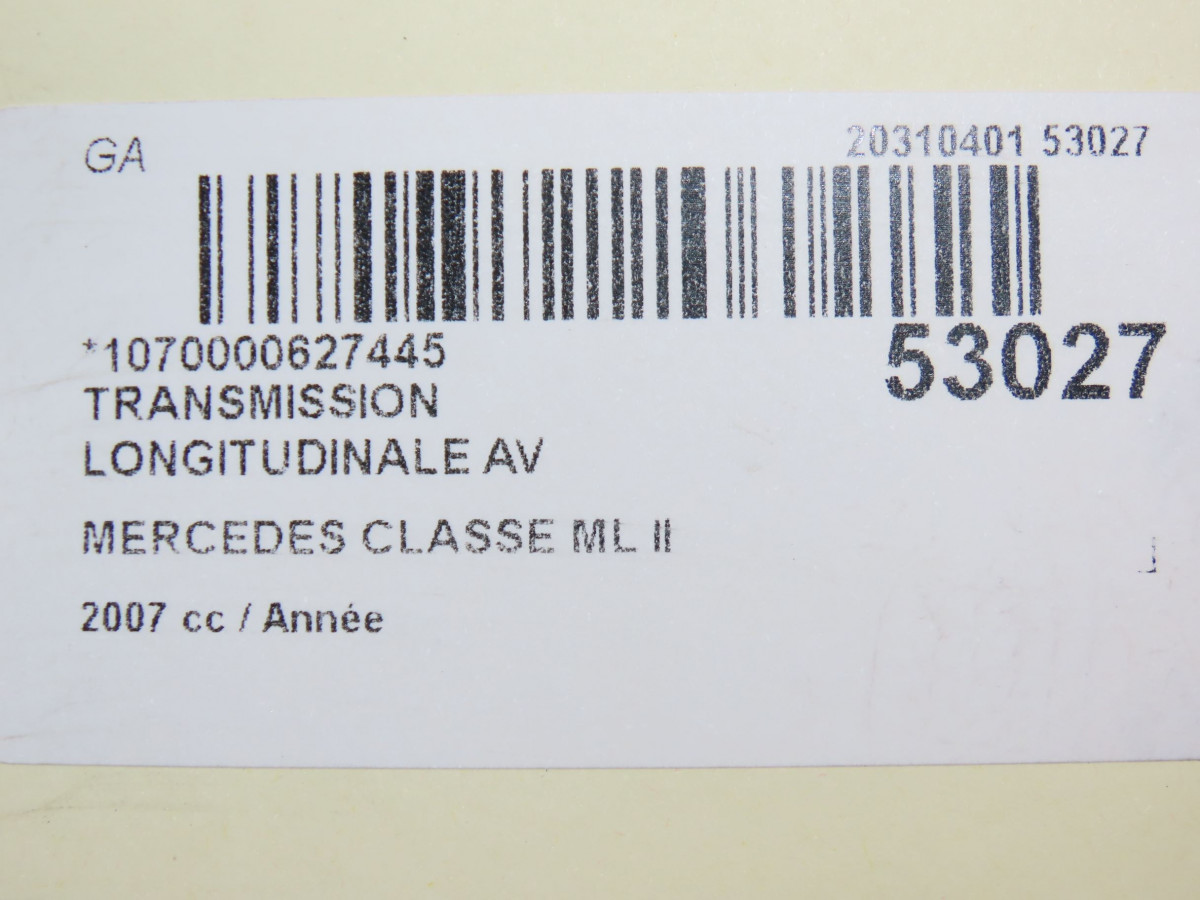 GA
20310401 53027
*1070000627445
53027
TRANSMISSION
LONGITUDINALE AV
MERCEDES CLASSE ML II
2007 cc / Année